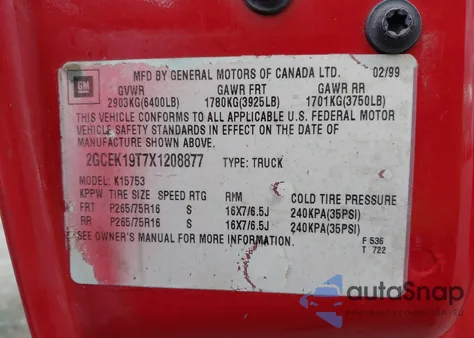 GM
MFD BY GENERAL MOTORS OF CANADA LTD. 02/99
GVWR GAWR FRT GAWR RR
2903KG(6400LB) 1780KG(3925LB) 1701KG(3750LB)
THIS VEHICLE CONFORMS TO ALL APPLICABLE U.S. FEDERAL MOTOR
VEHICLE SAFETY STANDARDS IN EFFECT ON THE DATE OF
MANUFACTURE SHOWN ABOVE.
2GCEK19T7X1208877 TYPE: TRUCK
MODEL: K15753
KPPW TIRE SIZE SPEED RTG RIM COLD TIRE PRESSURE
FRT P265/75R16 S 16X7/6.5J 240KPA(35PSI)
RR P265/75R16 S 16X7/6.5J 240KPA(35PSI)
SEE OWNER'S MANUAL FOR MORE INFORMATION.
F 536
T 722
autoSnap